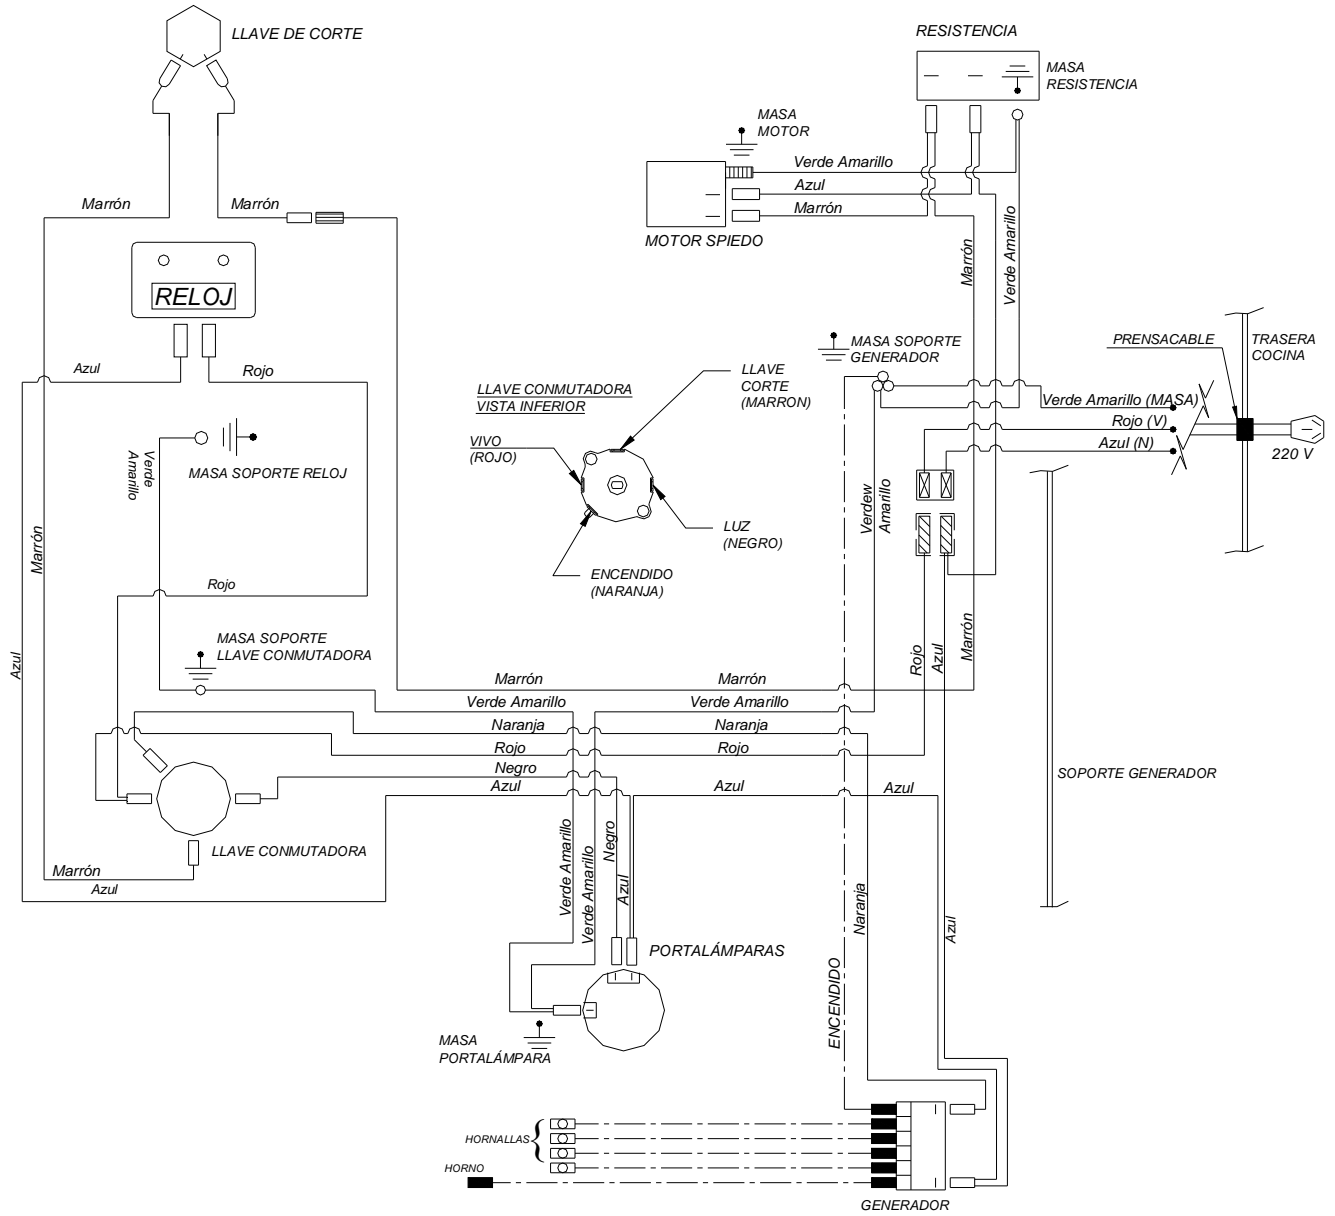 LLAVE DE CORTE
RESISTENCIA
MASA
RESISTENCIA
MASA
MOTOR
Verde Amarillo
Azul
Marrón
MOTOR SPIEDO
Marrón
Marrón
Marrón
Verde Amarillo
RELOJ
Azul
Rojo
MASA SOPORTE
GENERADOR
PRENSACABLE
TRASERA
COCINA
LLAVE CONMUTADORA
VISTA INFERIOR
LLAVE
CORTE
(MARRON)
Verde Amarillo (MASA)
Rojo (V)
Azul (N)
220 V
VIVO
(ROJO)
Verde
Amarillo
MASA SOPORTE RELOJ
Verdew
Amarillo
LUZ
(NEGRO)
Marrón
ENCENDIDO
(NARANJA)
Rojo
MASA SOPORTE
LLAVE CONMUTADORA
Azul
Rojo
Azul
Marrón
Marrón
Marrón
Verde Amarillo
Verde Amarillo
Naranja
Naranja
Rojo
Rojo
Negro
Azul
Azul
Azul
SOPORTE GENERADOR
LLAVE CONMUTADORA
Marrón
Azul
Verde Amarillo
Verde Amarillo
Negro
Azul
Naranja
Azul
PORTALÁMPARAS
ENCENDIDO
MASA
PORTALÁMPARA
HORNALLAS
HORNO
GENERADOR